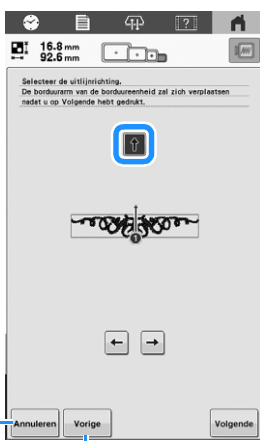 16.8 mm
92.6 mm
Selecteer de uitlijnrichting.
De borduurarm van de borduureenheid zal zich verplaatsen
nadat u op Volgende hebt gedrukt.
1
Annuleren
Vorige
Volgende